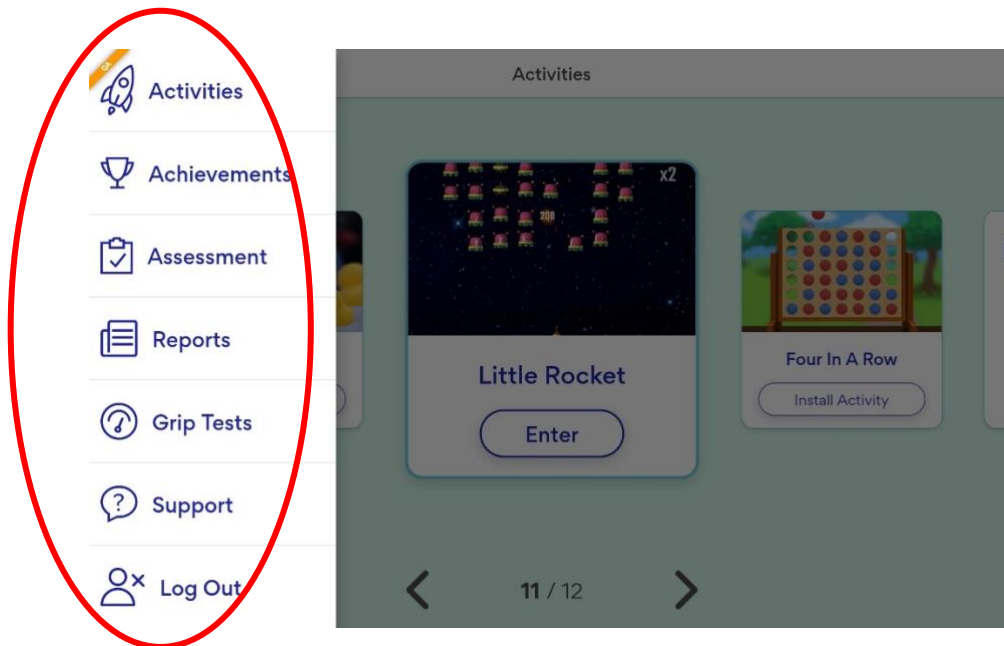 QA
Activities
Achievements
Assessment
Reports
Grip Tests
Support
Log Out
Activities
x2
200
Little Rocket
Enter
Four In A Row
Install Activity
11 / 12